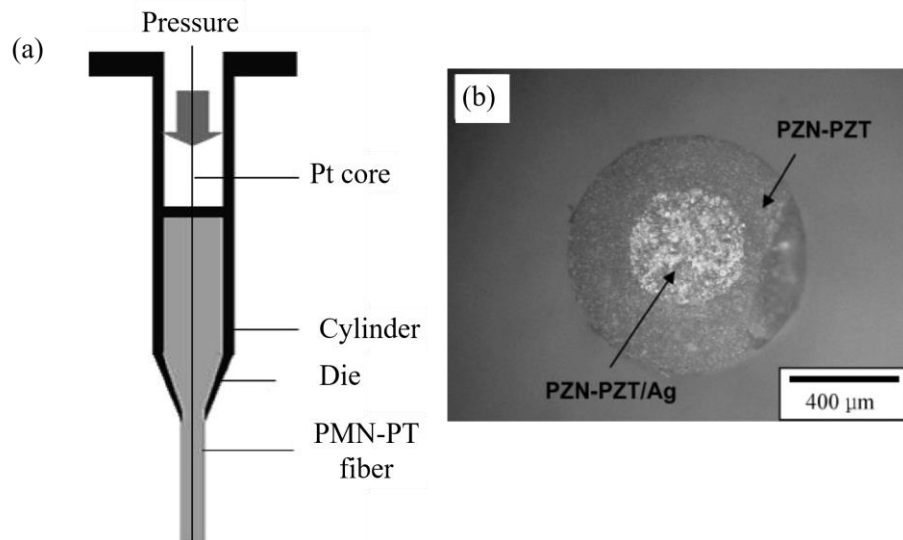 (a)
Pressure
Pt core
Cylinder
Die
PMN-PT
fiber
(b)
PZN-PZT
PZN-PZT/Ag
400 μm